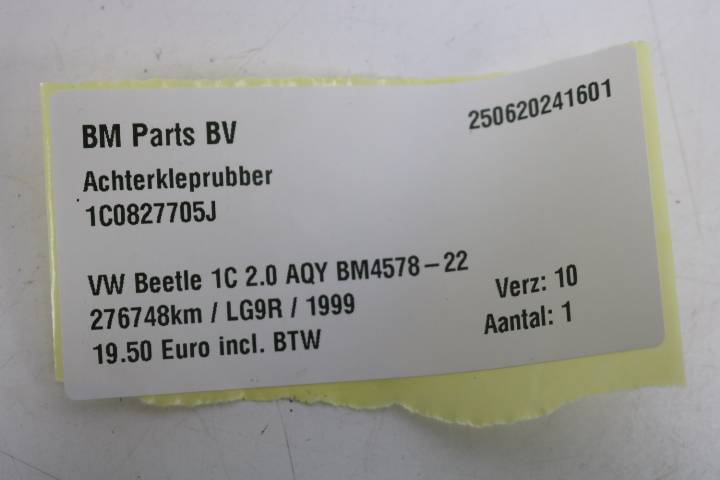 BM Parts BV
250620241601
Achterkleprubber
1C0827705J
VW Beetle 1C 2.0 AQY BM4578-22
276748km / LG9R / 1999
19.50 Euro incl. BTW
Verz: 10
Aantal: 1